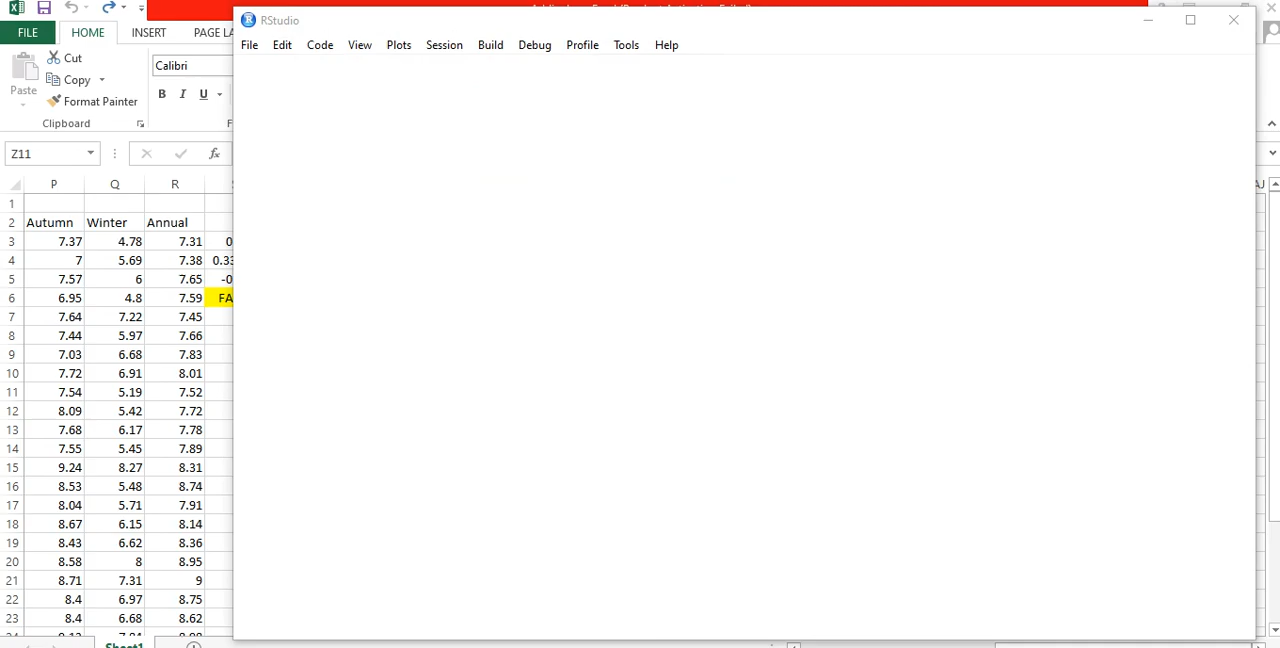 RStudio
File Edit Code View Plots Session Build Debug Profile Tools Help
FILE HOME INSERT PAGE LA
Cut
Copy
Paste
Format Painter
Clipboard
Calibri
B I U
Z11
fx
P Q R
1
2 Autumn Winter Annual
3 7.37 4.78 7.31 0
4 7 5.69 7.38 0.33
5 7.57 6 7.65 -0
6 6.95 4.8 7.59 FA
7 7.64 7.22 7.45
8 7.44 5.97 7.66
9 7.03 6.68 7.83
10 7.72 6.91 8.01
11 7.54 5.19 7.52
12 8.09 5.42 7.72
13 7.68 6.17 7.78
14 7.55 5.45 7.89
15 9.24 8.27 8.31
16 8.53 5.48 8.74
17 8.04 5.71 7.91
18 8.67 6.15 8.14
19 8.43 6.62 8.36
20 8.58 8 8.95
21 8.71 7.31 9
22 8.4 6.97 8.75
23 8.4 6.68 8.62
Sheet1
AJ